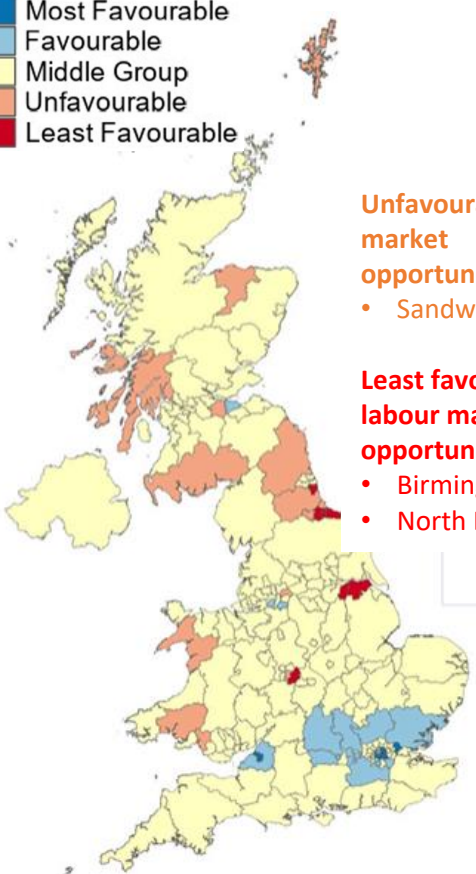 Most Favourable
Favourable
Middle Group
Unfavourable
Least Favourable
Unfavour
market
opportun
• Sandw
Least favo
labour ma
opportun
• Birmin
• North